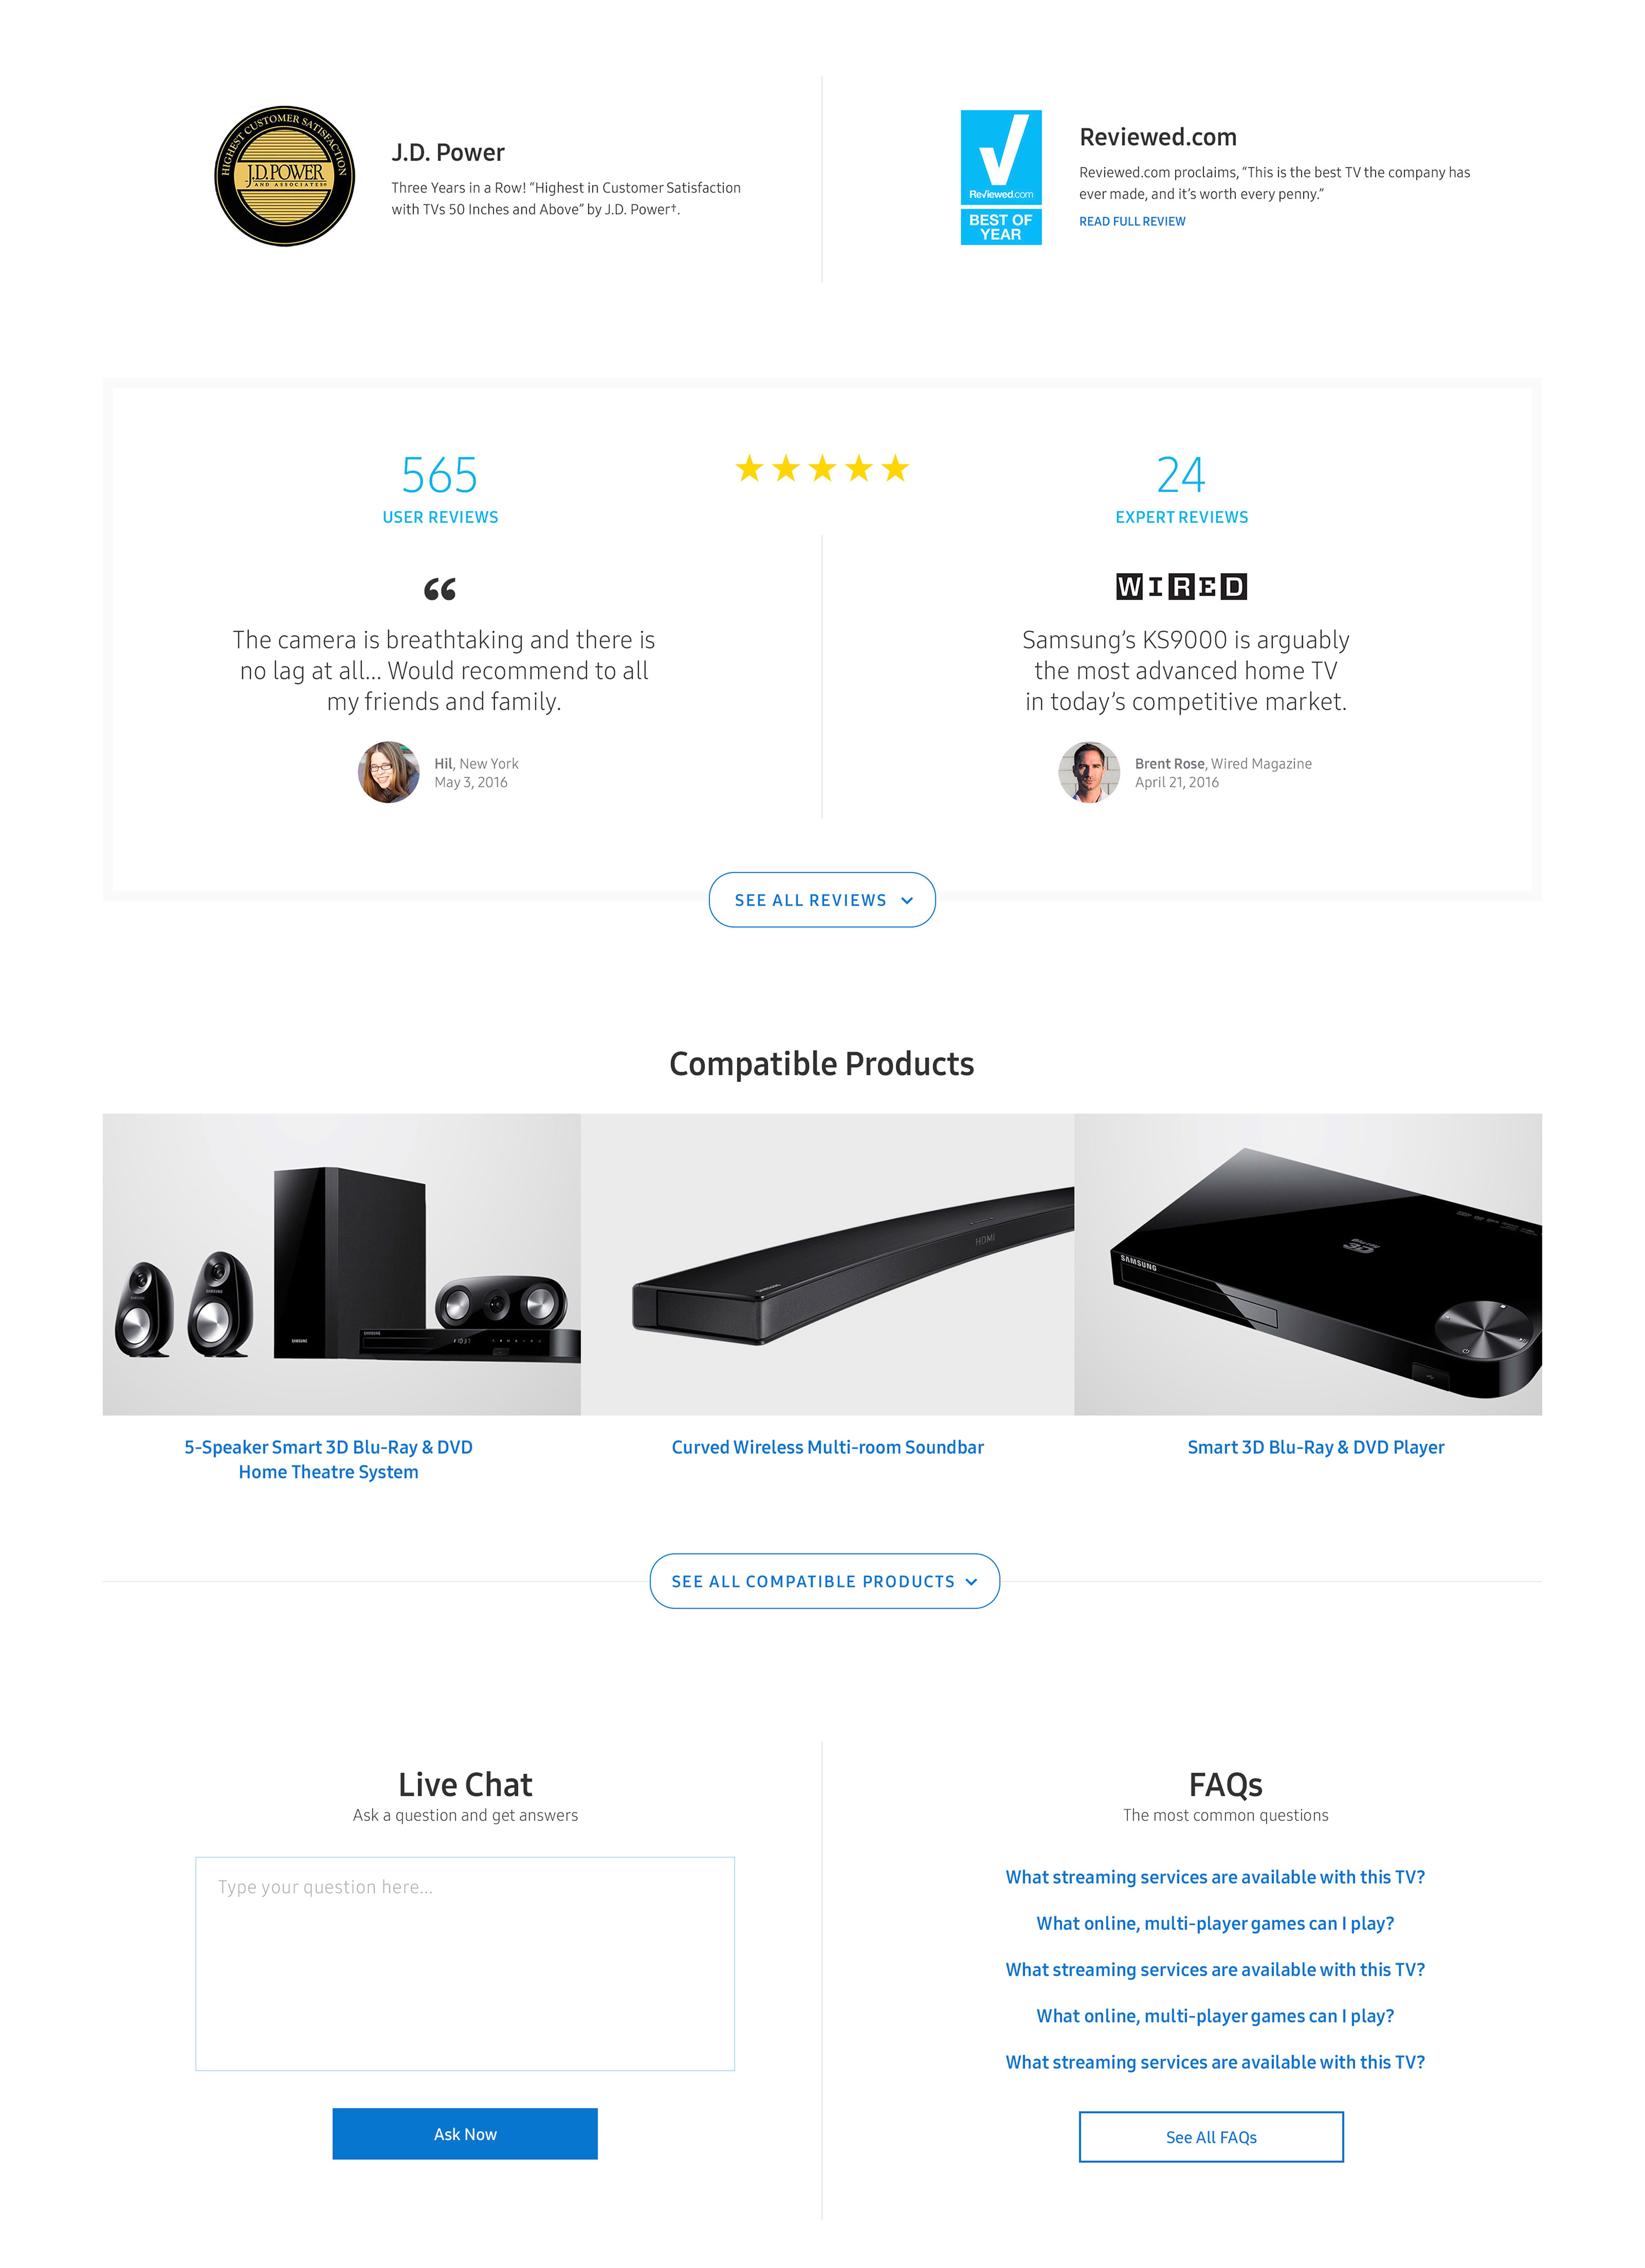 HIGHEST CUSTOMER SATISFACTION
J.D.POWER
AND ASSOCIATES®
J.D. Power
Three Years in a Row! “Highest in Customer Satisfaction
with TVs 50 Inches and Above” by J.D. Power†.
Reviewed.com
BEST OF
YEAR
Reviewed.com
Reviewed.com proclaims, “This is the best TV the company has
ever made, and it’s worth every penny.”
READ FULL REVIEW
565
USER REVIEWS
24
EXPERT REVIEWS
“
The camera is breathtaking and there is
no lag at all... Would recommend to all
my friends and family.
Hil, New York
May 3, 2016
WIRED
Samsung’s KS9000 is arguably
the most advanced home TV
in today’s competitive market.
Brent Rose, Wired Magazine
April 21, 2016
SEE ALL REVIEWS
Compatible Products
SAMSUNG
SAMSUNG
SAMSUNG
SAMSUNG
HDMI
SAMSUNG
SAMSUNG
3D
5-Speaker Smart 3D Blu-Ray & DVD
Home Theatre System
Curved Wireless Multi-room Soundbar
Smart 3D Blu-Ray & DVD Player
SEE ALL COMPATIBLE PRODUCTS
Live Chat
Ask a question and get answers
Type your question here...
Ask Now
FAQs
The most common questions
What streaming services are available with this TV?
What online, multi-player games can I play?
What streaming services are available with this TV?
What online, multi-player games can I play?
What streaming services are available with this TV?
See All FAQs